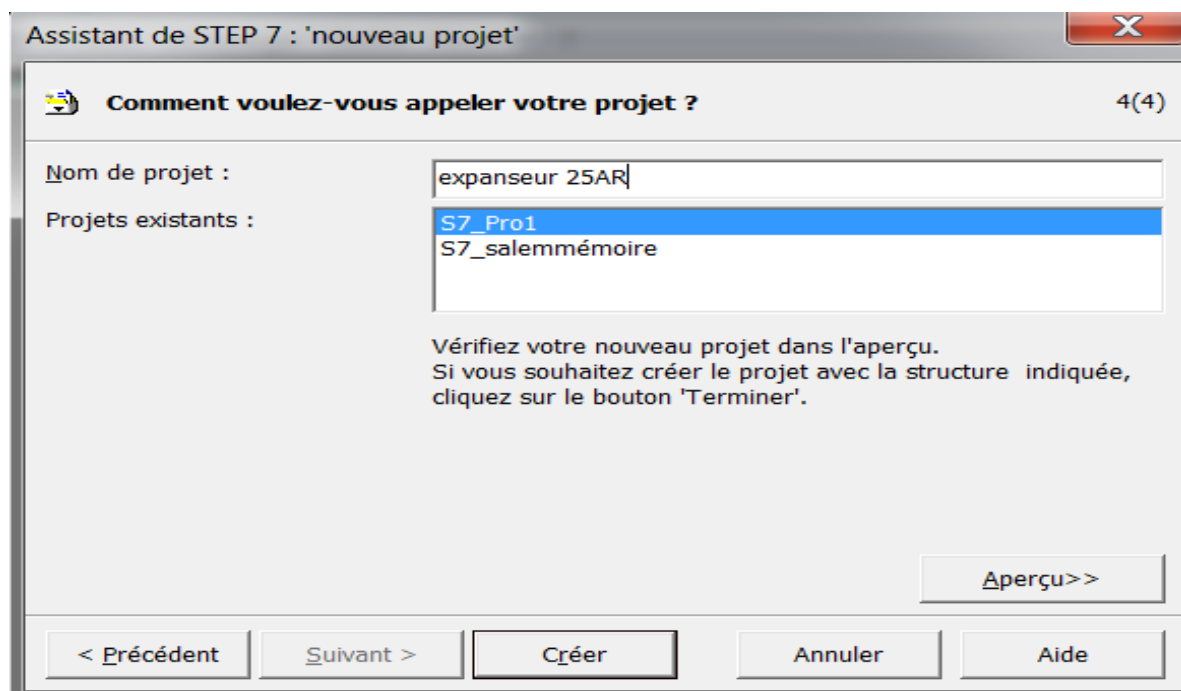 Assistant de STEP 7 : 'nouveau projet'
X
Comment voulez-vous appeler votre projet ? 4(4)
Nom de projet : expanseur 25AR
Projets existants : S7_Pro1
S7_salemmémoire
Vérifiez votre nouveau projet dans l'aperçu.
Si vous souhaitez créer le projet avec la structure indiquée,
cliquez sur le bouton 'Terminer'.
Aperçu>>
< Précédent Suivant > Créer Annuler Aide